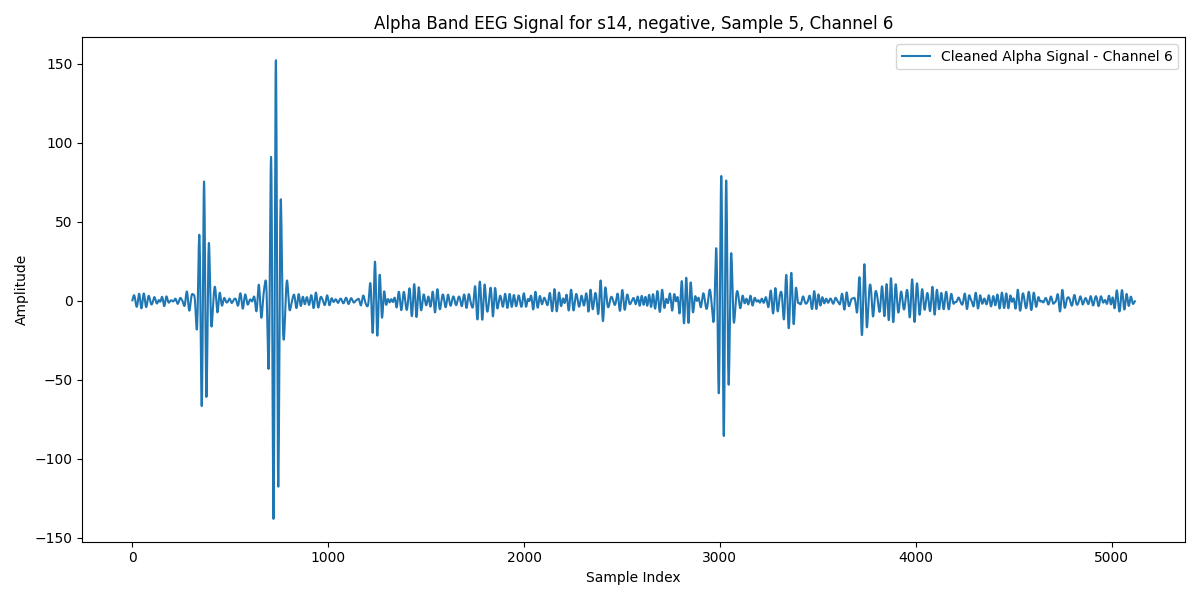 Alpha Band EEG Signal for s14, negative, Sample 5, Channel 6
Cleaned Alpha Signal - Channel 6
Amplitude
150
100
50
0
−50
−100
−150
0 1000 2000 3000 4000 5000
Sample Index